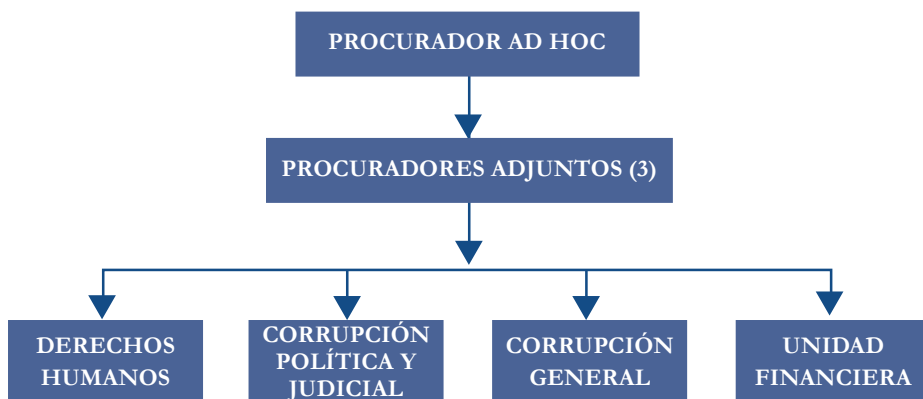 PROCURADOR AD HOC
PROCURADORES ADJUNTOS (3)
DERECHOS
HUMANOS
CORRUPCIÓN
POLÍTICA Y
JUDICIAL
CORRUPCIÓN
GENERAL
UNIDAD
FINANCIERA